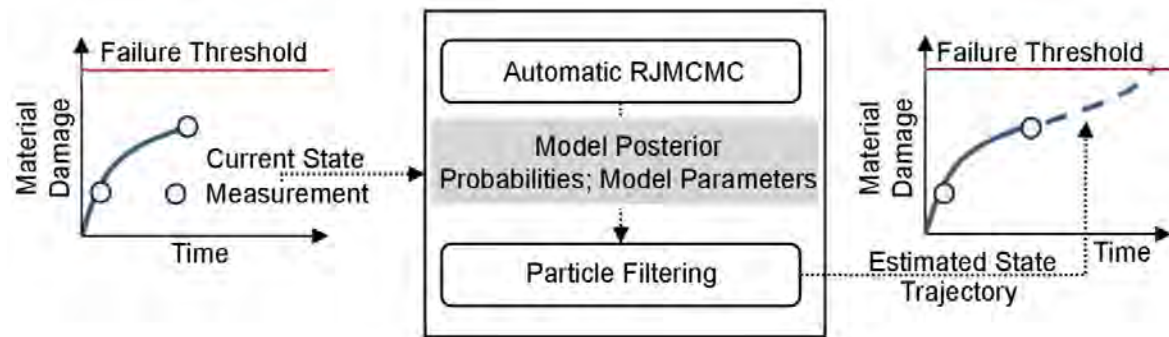 Failure Threshold
Material
Damage
Current State
Measurement
Time
Automatic RJMCMC
Model Posterior
Probabilities; Model Parameters
Particle Filtering
Failure Threshold
Material
Damage
Time
Estimated State
Trajectory